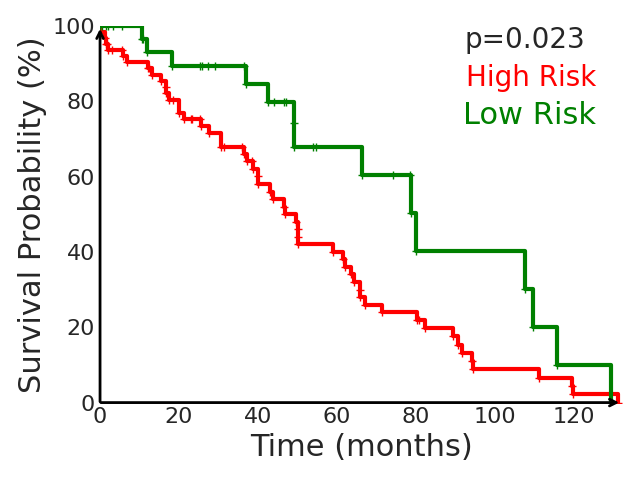 100
80
60
40
20
0
Survival Probability (%)
p=0.023
High Risk
Low Risk
0 20 40 60 80 100 120
Time (months)